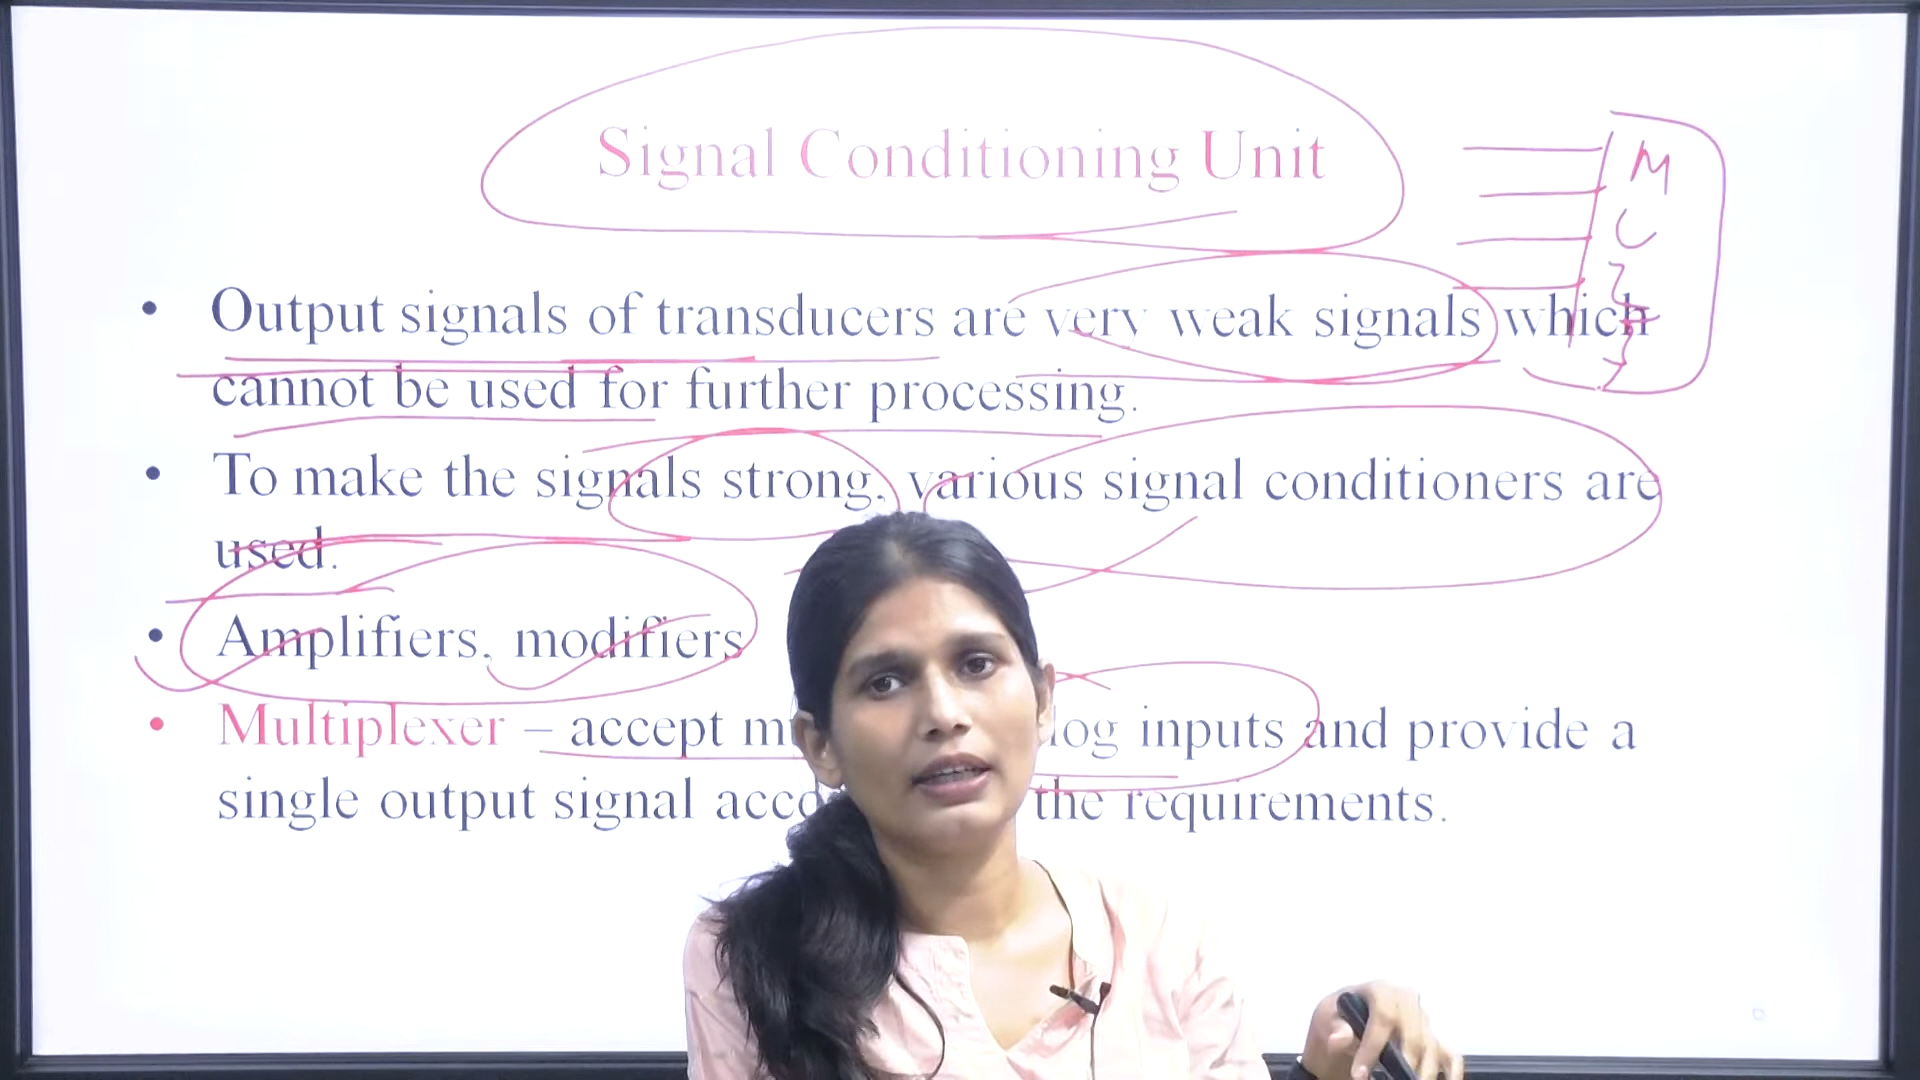 Signal Conditioning Unit
• Output signals of transducers are very weak signals which
cannot be used for further processing.
• To make the signals strong, various signal conditioners are
used.
• Amplifiers, modifiers
• Multiplexer – accept inputs and provide a
single output signal the requirements.
M
U